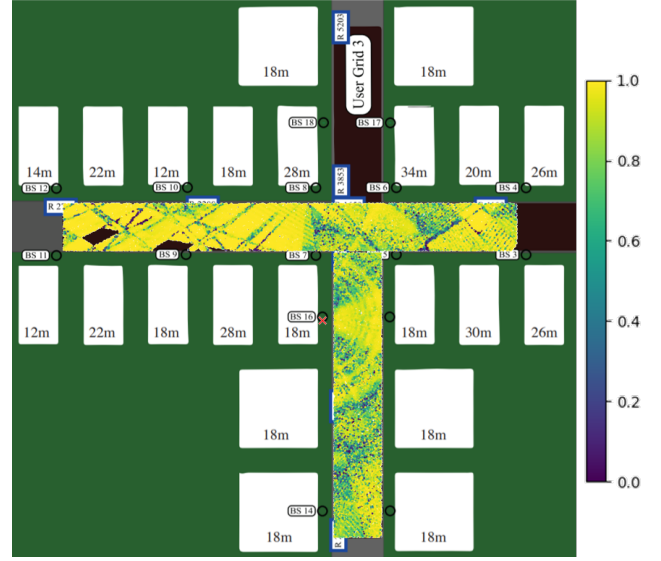 R 5203
User Grid 3
18m
18m
1.0
BS 18
BS 17
0.8
14m
22m
12m
18m
28m
34m
20m
26m
R 3853
BS 12
BS 10
BS 8
BS 6
BS 4
0.6
BS 11
BS 9
BS 7
5
BS 3
BS 16
12m
22m
18m
28m
18m
18m
30m
26m
0.4
0.2
18m
18m
0.0
BS 14
18m
18m
R